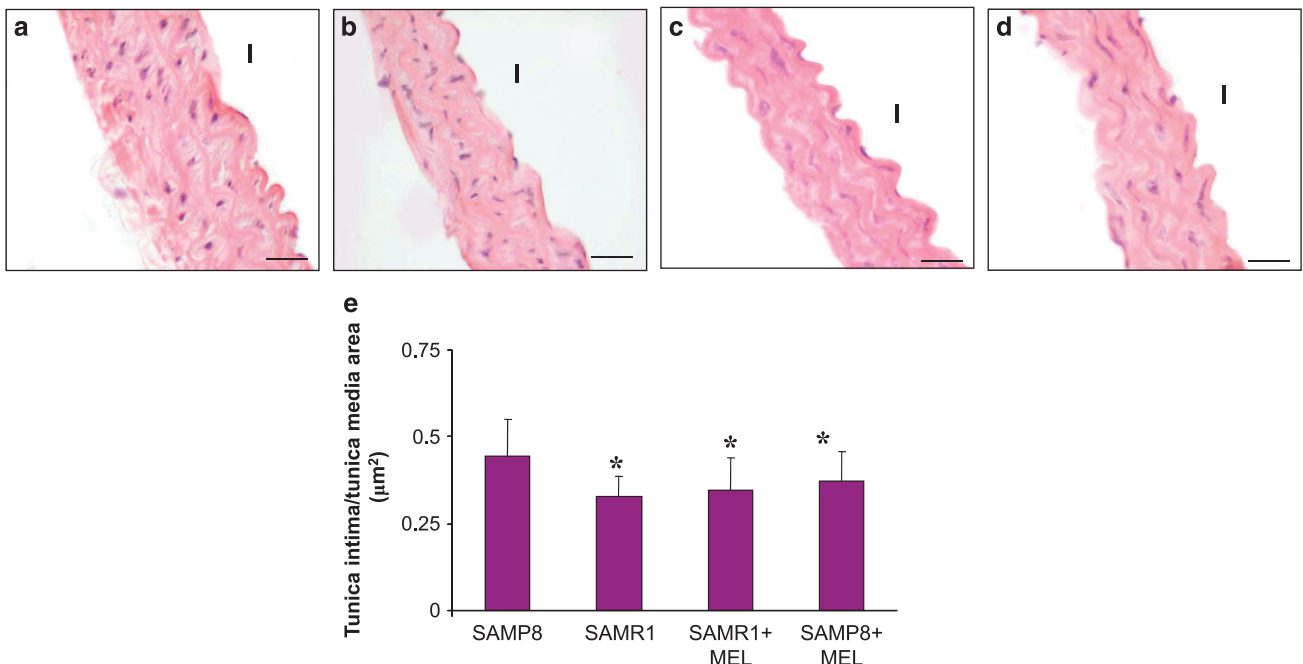 a
b
c
d
I
I
I
I
e
Tunica intima/tunica media area
(μm²)
0.75
0.5
0.25
0
*
*
*
SAMP8
SAMR1
SAMR1+
MEL
SAMP8+
MEL